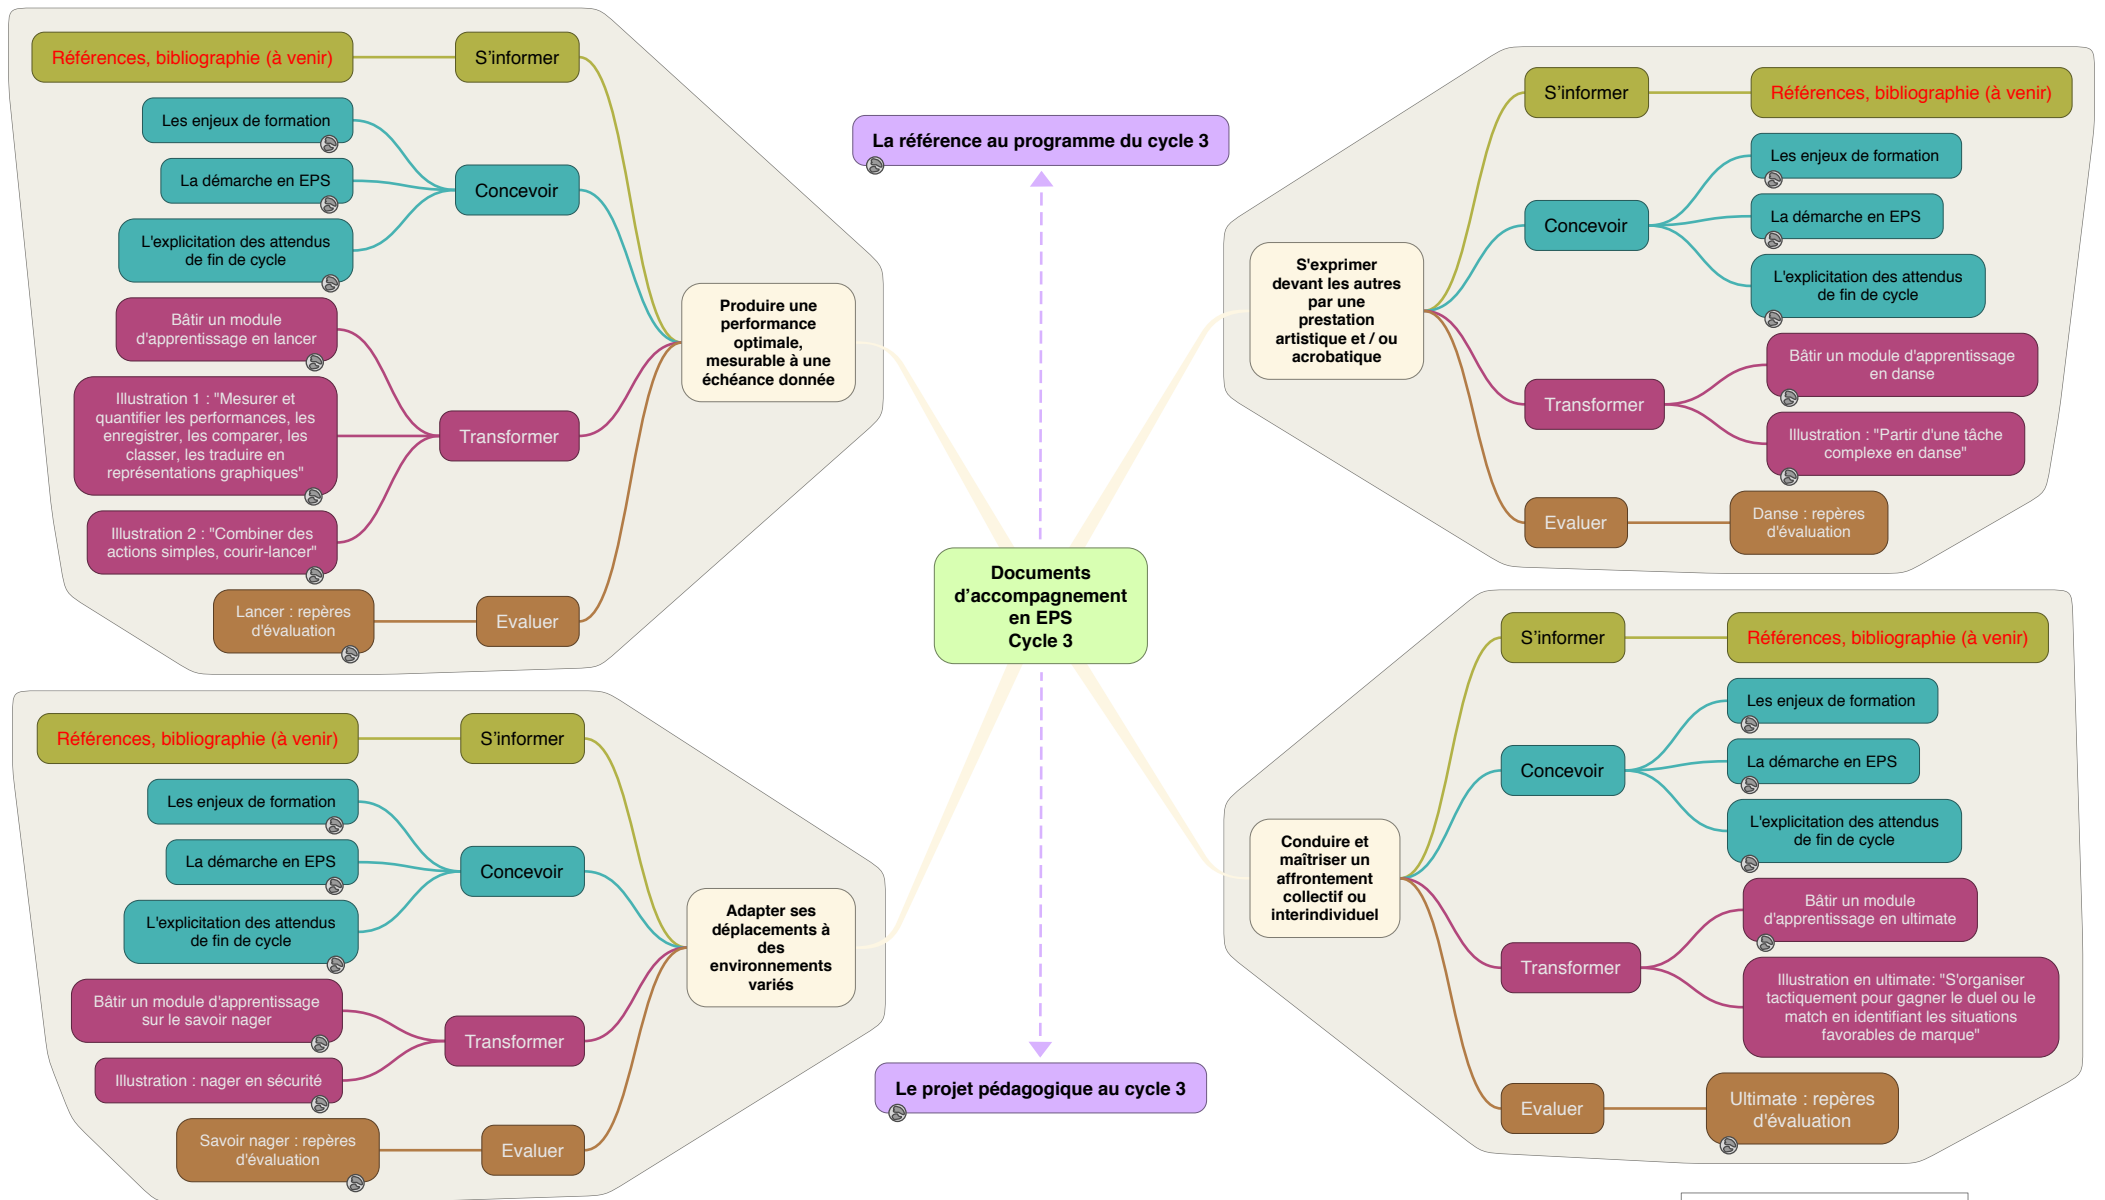 Références, bibliographie (à venir)
S'informer
Les enjeux de formation
La démarche en EPS
L'explicitation des attendus
de fin de cycle
Concevoir
Bâtir un module
d'apprentissage en lancer
Illustration 1 : "Mesurer et
quantifier les performances, les
enregistrer, les comparer, les
classer, les traduire en
représentations graphiques"
Illustration 2 : "Combiner des
actions simples, courir-lancer"
Transformer
Lancer : repères
d'évaluation
Evaluer
Produire une
performance
optimale,
mesurable à une
échéance donnée
La référence au programme du cycle 3
S'exprimer
devant les autres
par une
prestation
artistique et / ou
acrobatique
S'informer
Références, bibliographie (à venir)
Concevoir
Les enjeux de formation
La démarche en EPS
L'explicitation des attendus
de fin de cycle
Transformer
Bâtir un module d'apprentissage
en danse
Illustration : "Partir d'une tâche
complexe en danse"
Evaluer
Danse : repères
d'évaluation
Documents
d'accompagnement
en EPS
Cycle 3
Références, bibliographie (à venir)
S'informer
Les enjeux de formation
La démarche en EPS
L'explicitation des attendus
de fin de cycle
Concevoir
Bâtir un module d'apprentissage
sur le savoir nager
Illustration : nager en sécurité
Transformer
Savoir nager : repères
d'évaluation
Evaluer
Adapter ses
déplacements à
des
environnements
variés
Le projet pédagogique au cycle 3
Conduire et
maîtriser un
affrontement
collectif ou
interindividuel
S'informer
Références, bibliographie (à venir)
Concevoir
Les enjeux de formation
La démarche en EPS
L'explicitation des attendus
de fin de cycle
Transformer
Bâtir un module
d'apprentissage en ultimate
Illustration en ultimate: "S'organiser
tactiquement pour gagner le duel ou le
match en identifiant les situations
favorables de marque"
Evaluer
Ultimate : repères
d'évaluation